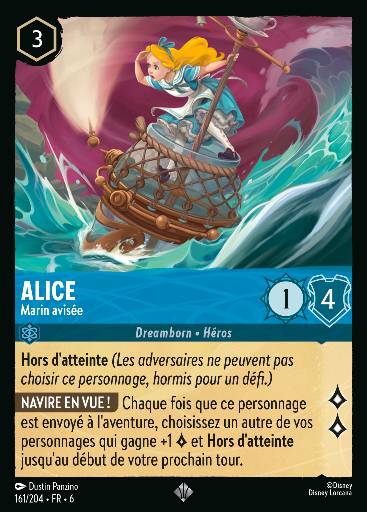 3
ALICE
Marin avisée
1
4
Dreamborn • Héros
Hors d'atteinte (Les adversaires ne peuvent pas
choisir ce personnage, hormis pour un défi.)
NAVIRE EN VUE ! Chaque fois que ce personnage
est envoyé à l'aventure, choisissez un autre de vos
personnages qui gagne +1 et Hors d'atteinte
jusqu'au début de votre prochain tour.
Dustin Panzino
161/204 • FR • 6
©Disney
Disney Lorcana